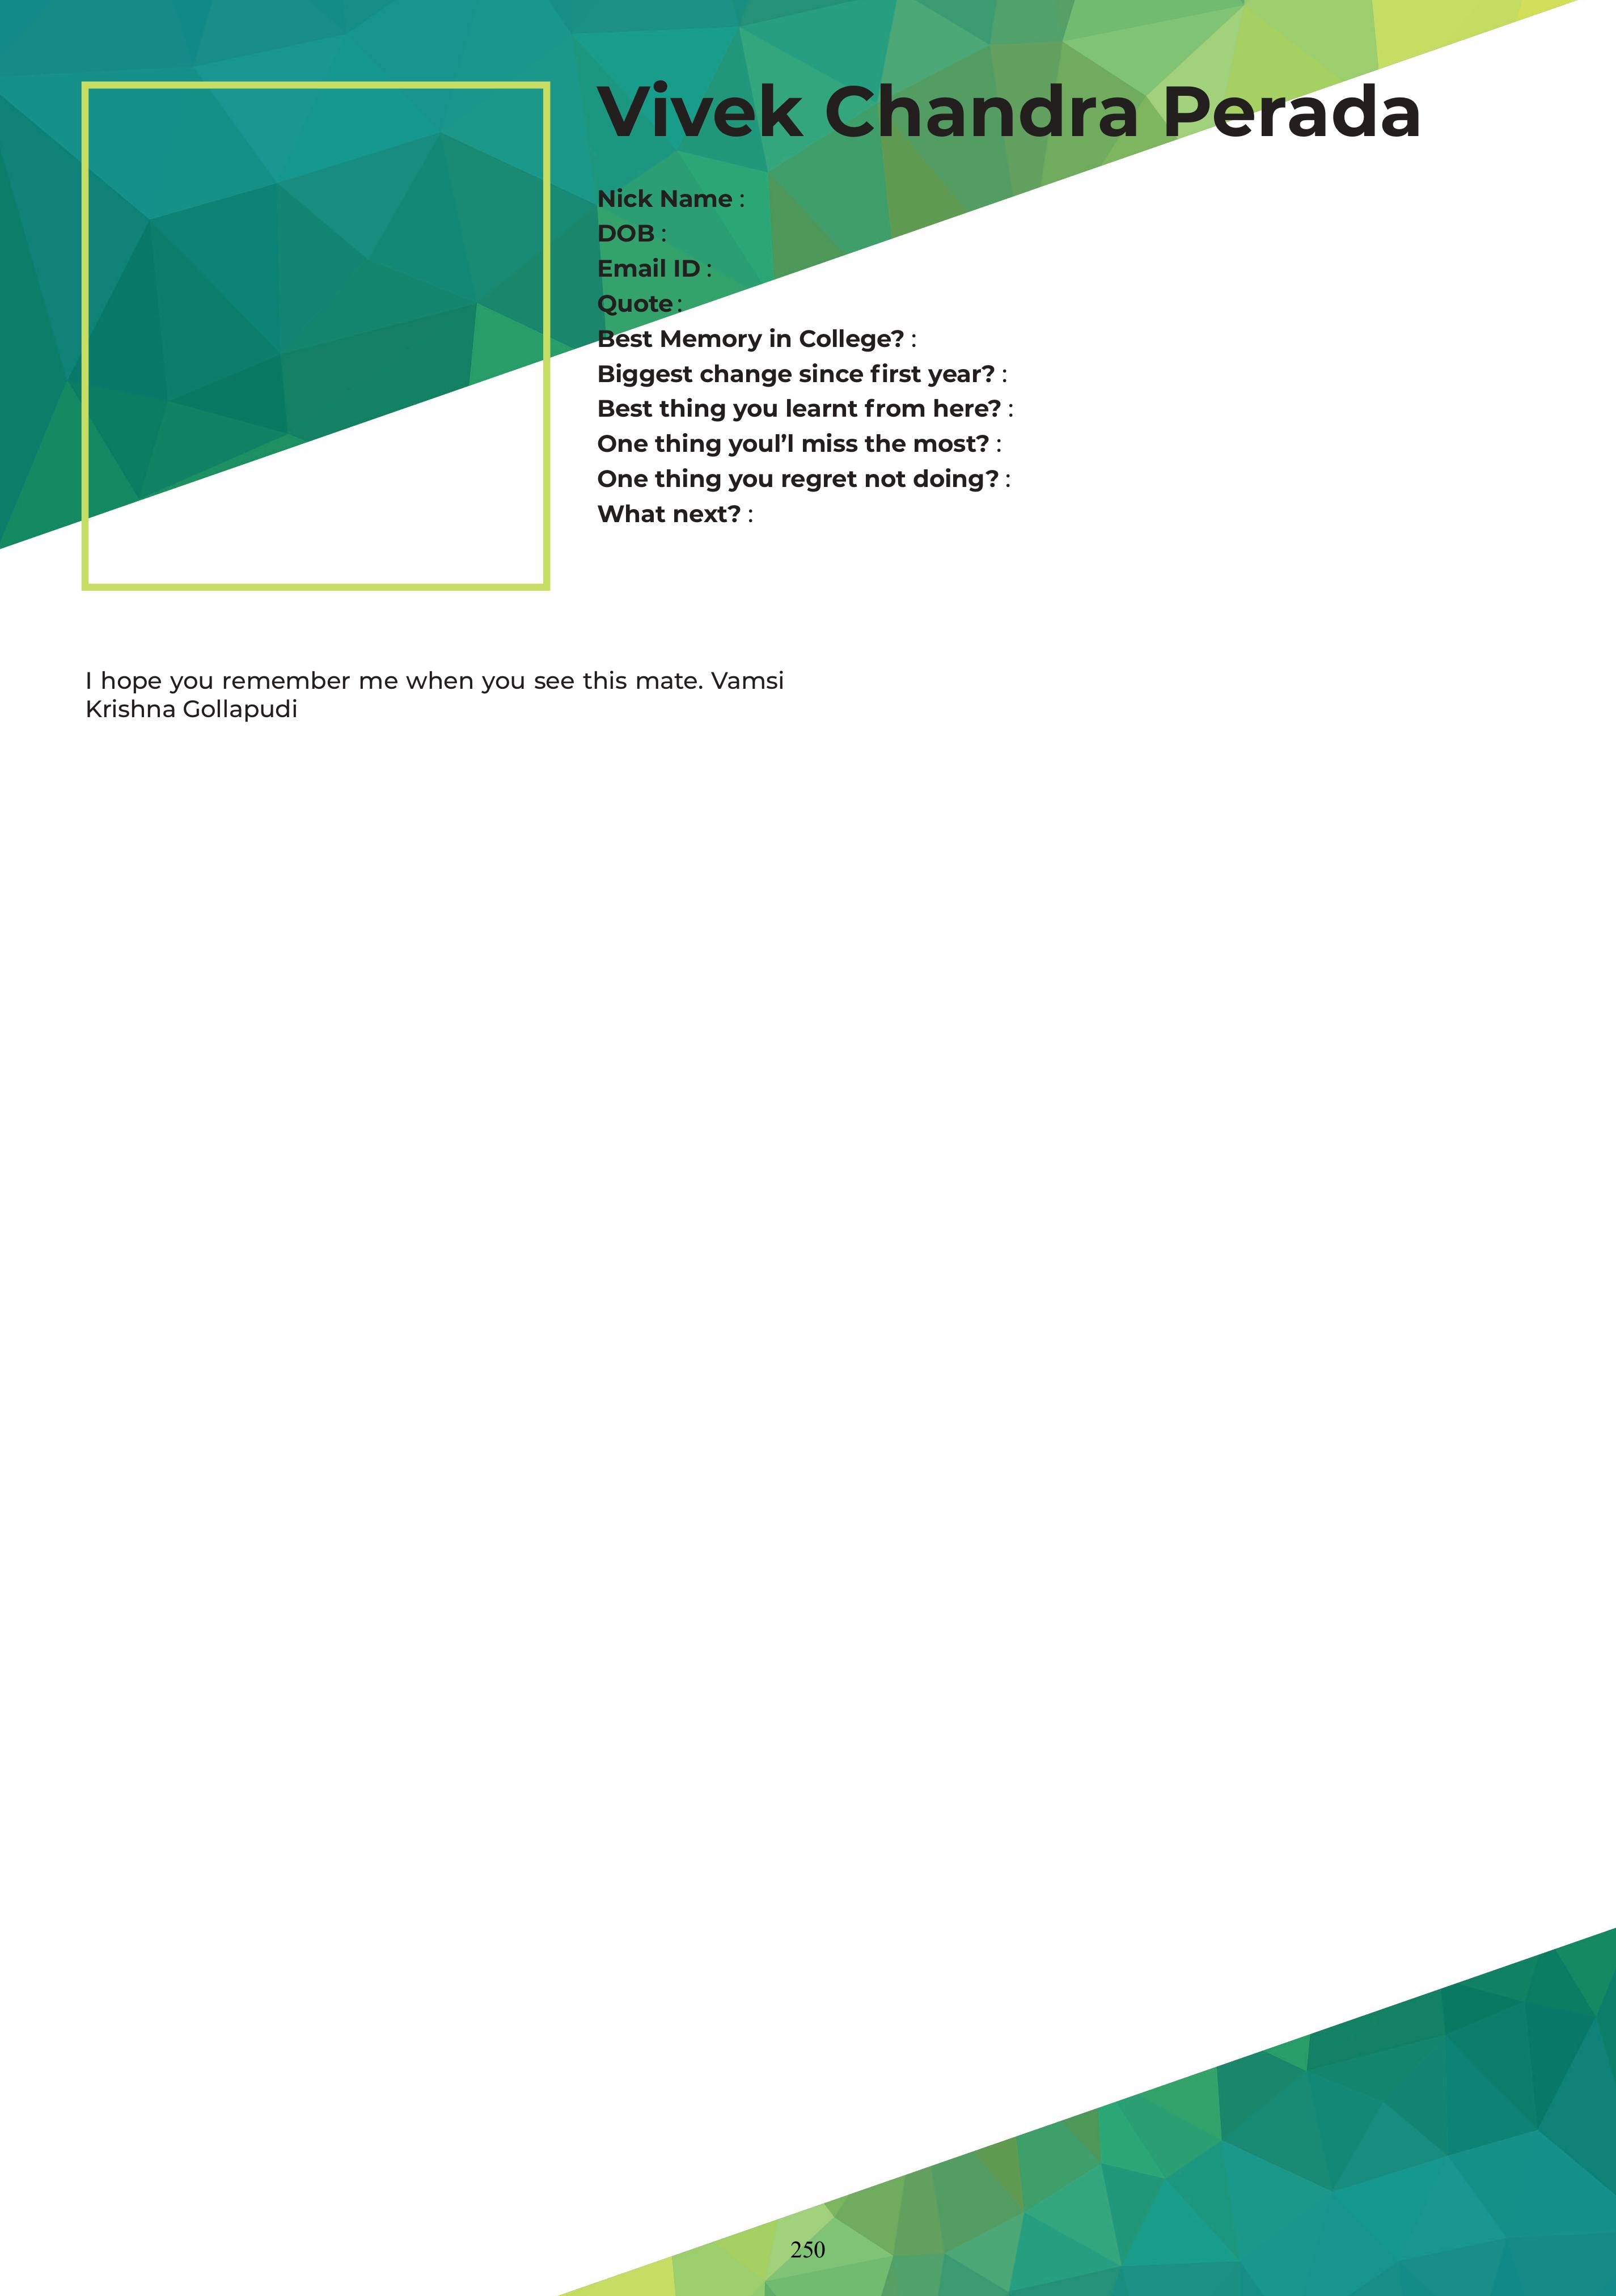 Vivek Chandra Perada
Nick Name :
DOB :
Email ID :
Quote :
Best Memory in College? :
Biggest change since first year? :
Best thing you learnt from here? :
One thing youl’l miss the most? :
One thing you regret not doing? :
What next? :
I hope you remember me when you see this mate. Vamsi
Krishna Gollapudi
250